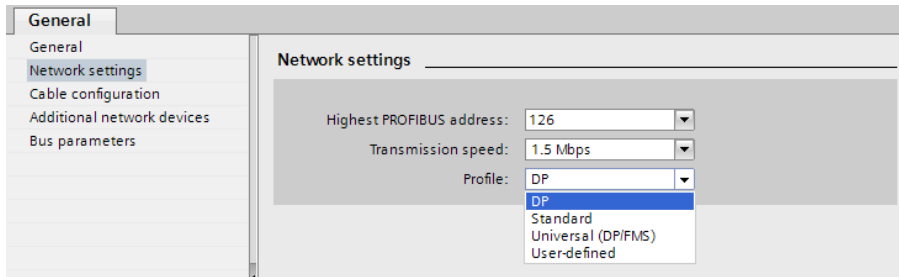 General
General
Network settings
Cable configuration
Additional network devices
Bus parameters
Network settings
Highest PROFIBUS address: 126
Transmission speed: 1.5 Mbps
Profile: DP
DP
Standard
Universal (DP/FMS)
User-defined